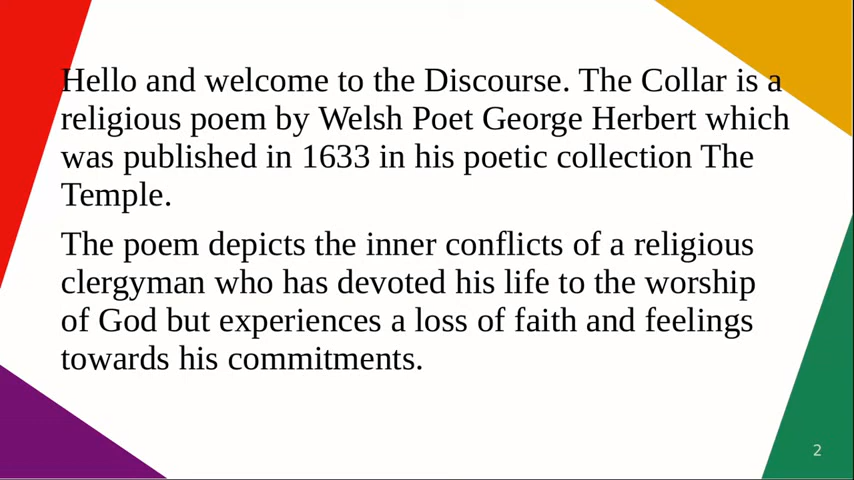 Hello and welcome to the Discourse. The Collar is a
religious poem by Welsh Poet George Herbert which
was published in 1633 in his poetic collection The
Temple.
The poem depicts the inner conflicts of a religious
clergyman who has devoted his life to the worship
of God but experiences a loss of faith and feelings
towards his commitments.
2